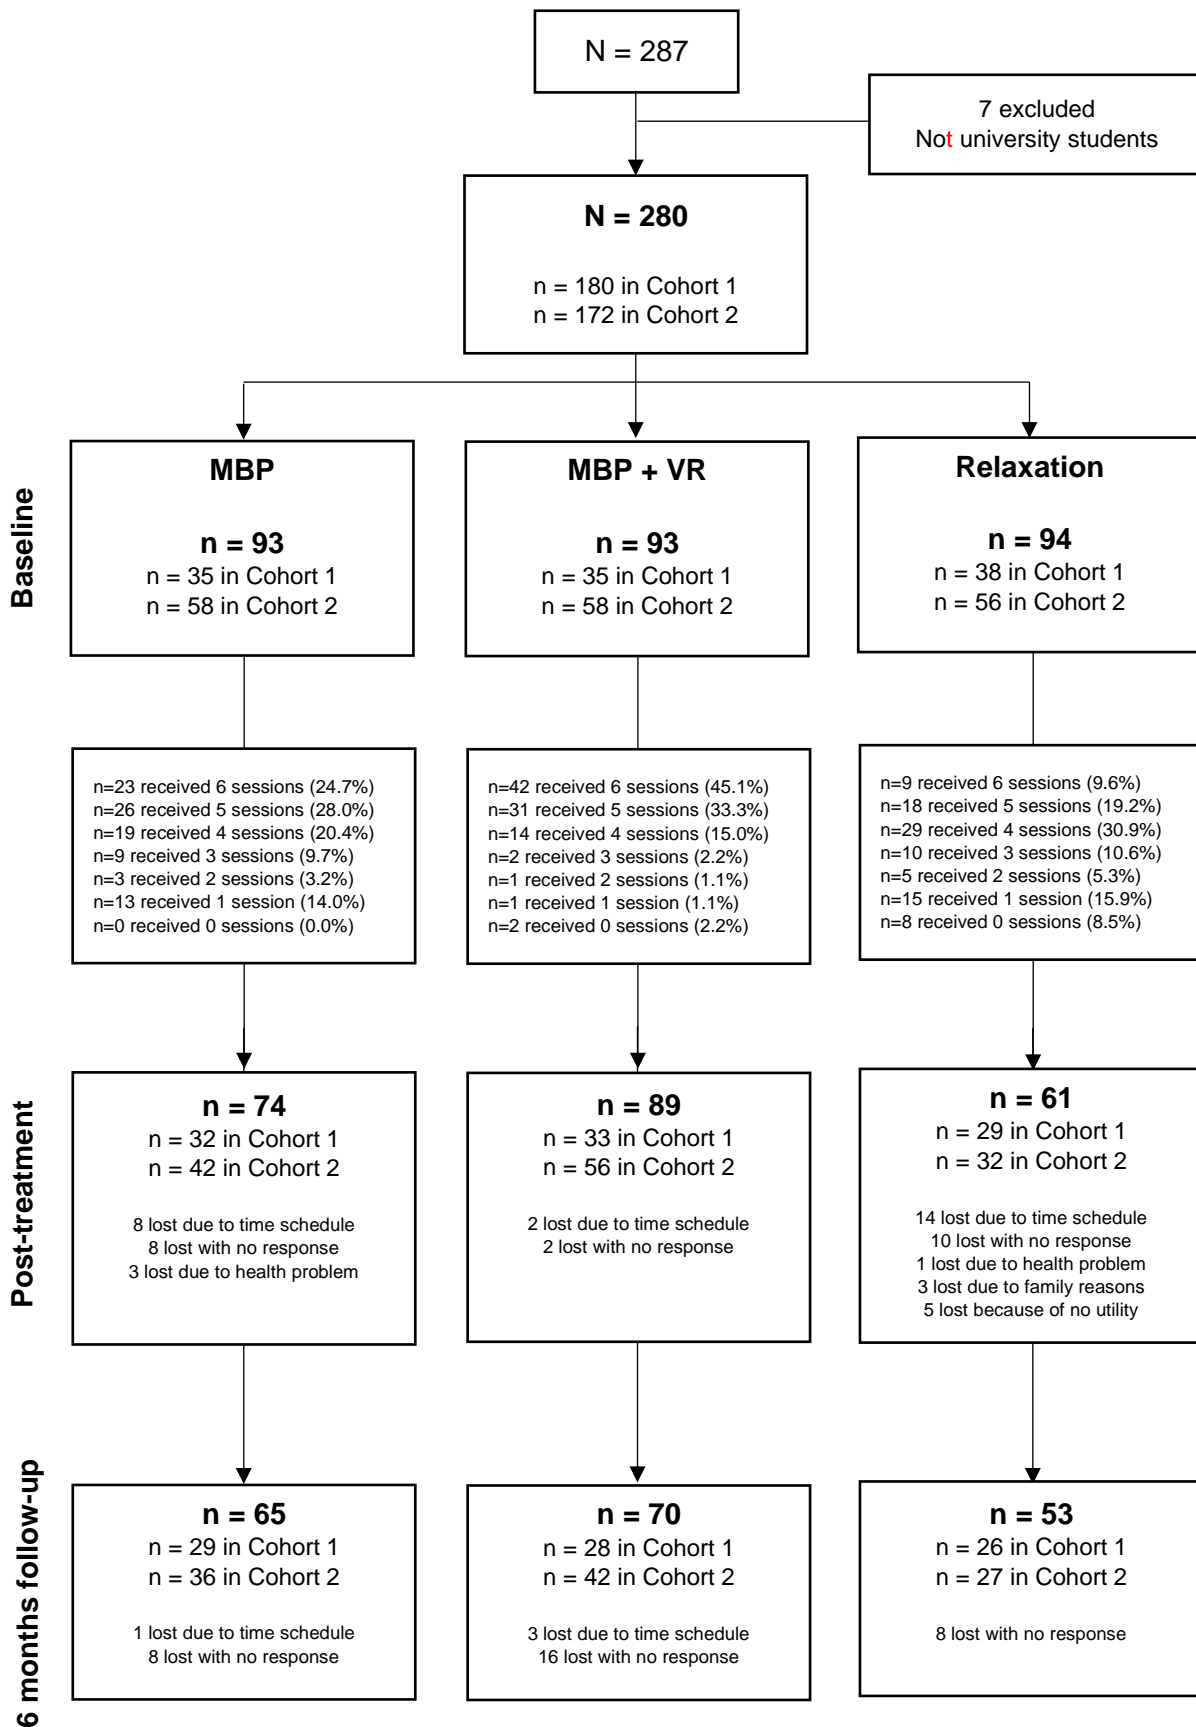 N = 287
7 excluded
Not university students
N = 280
n = 180 in Cohort 1
n = 172 in Cohort 2
Baseline
MBP
n = 93
n = 35 in Cohort 1
n = 58 in Cohort 2
MBP + VR
n = 93
n = 35 in Cohort 1
n = 58 in Cohort 2
Relaxation
n = 94
n = 38 in Cohort 1
n = 56 in Cohort 2
n=23 received 6 sessions (24.7%)
n=26 received 5 sessions (28.0%)
n=19 received 4 sessions (20.4%)
n=9 received 3 sessions (9.7%)
n=3 received 2 sessions (3.2%)
n=13 received 1 session (14.0%)
n=0 received 0 sessions (0.0%)
n=42 received 6 sessions (45.1%)
n=31 received 5 sessions (33.3%)
n=14 received 4 sessions (15.0%)
n=2 received 3 sessions (2.2%)
n=1 received 2 sessions (1.1%)
n=1 received 1 session (1.1%)
n=2 received 0 sessions (2.2%)
n=9 received 6 sessions (9.6%)
n=18 received 5 sessions (19.2%)
n=29 received 4 sessions (30.9%)
n=10 received 3 sessions (10.6%)
n=5 received 2 sessions (5.3%)
n=15 received 1 session (15.9%)
n=8 received 0 sessions (8.5%)
Post-treatment
n = 74
n = 32 in Cohort 1
n = 42 in Cohort 2
8 lost due to time schedule
8 lost with no response
3 lost due to health problem
n = 89
n = 33 in Cohort 1
n = 56 in Cohort 2
2 lost due to time schedule
2 lost with no response
n = 61
n = 29 in Cohort 1
n = 32 in Cohort 2
14 lost due to time schedule
10 lost with no response
1 lost due to health problem
3 lost due to family reasons
5 lost because of no utility
6 months follow-up
n = 65
n = 29 in Cohort 1
n = 36 in Cohort 2
1 lost due to time schedule
8 lost with no response
n = 70
n = 28 in Cohort 1
n = 42 in Cohort 2
3 lost due to time schedule
16 lost with no response
n = 53
n = 26 in Cohort 1
n = 27 in Cohort 2
8 lost with no response